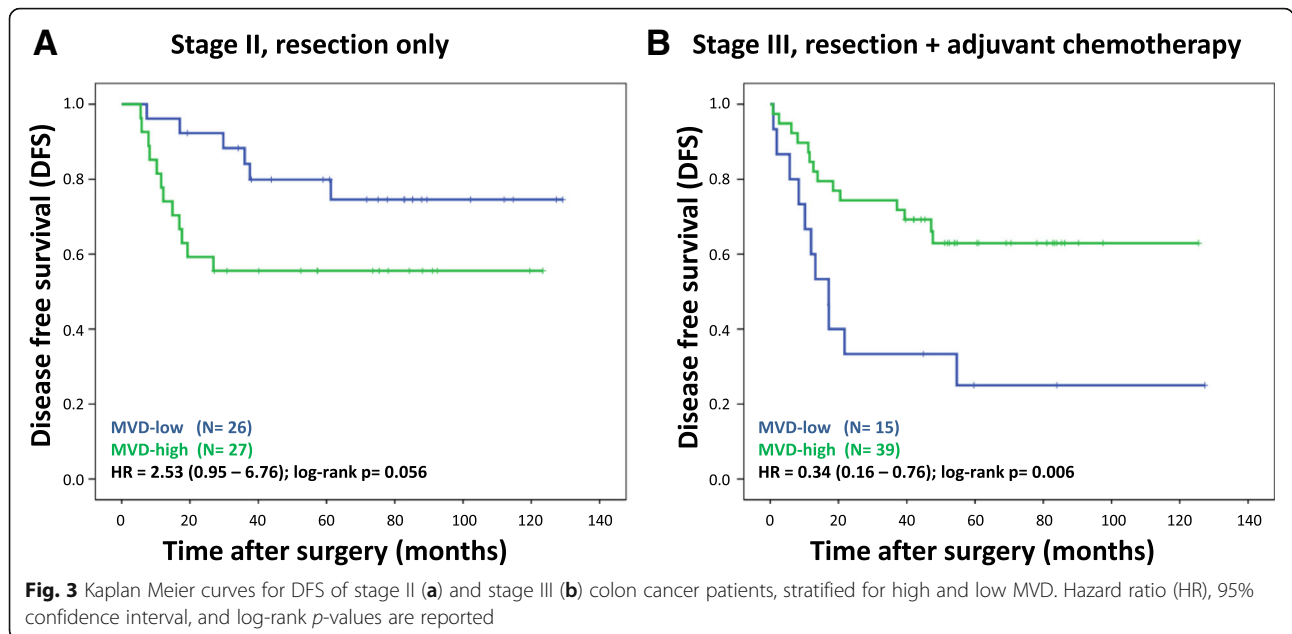 A Stage II, resection only
Disease free survival (DFS)
1.0
0.8
0.6
0.4
0.2
0.0
MVD-low (N= 26)
MVD-high (N= 27)
HR = 2.53 (0.95 – 6.76); log-rank p= 0.056
0 20 40 60 80 100 120 140
Time after surgery (months)
B Stage III, resection + adjuvant chemotherapy
Disease free survival (DFS)
1.0
0.8
0.6
0.4
0.2
0.0
MVD-low (N= 15)
MVD-high (N= 39)
HR = 0.34 (0.16 – 0.76); log-rank p= 0.006
0 20 40 60 80 100 120 140
Time after surgery (months)
Fig. 3 Kaplan Meier curves for DFS of stage II (a) and stage III (b) colon cancer patients, stratified for high and low MVD. Hazard ratio (HR), 95%
confidence interval, and log-rank p-values are reported